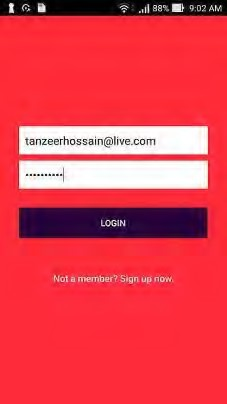 88% 9:02 AM
tanzeerhossain@live.com
••••••••••
LOGIN
Not a member? Sign up now.